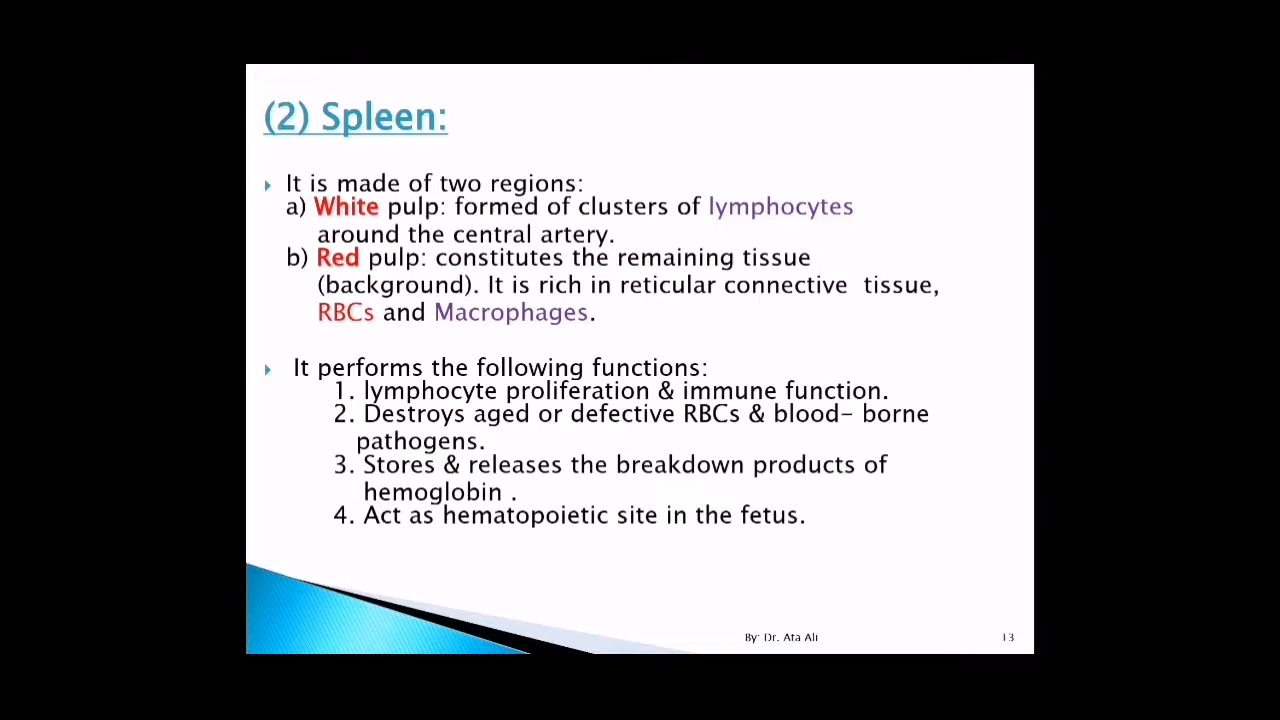 (2) Spleen:
It is made of two regions:
a) White pulp: formed of clusters of lymphocytes
around the central artery.
b) Red pulp: constitutes the remaining tissue
(background). It is rich in reticular connective  tissue,
RBCs and Macrophages.
It performs the following functions:
1. lymphocyte proliferation & immune function.
2. Destroys aged or defective RBCs & blood- borne
pathogens.
3. Stores & releases the breakdown products of
hemoglobin .
4. Act as hematopoietic site in the fetus.
By: Dr. Ata Ali
13